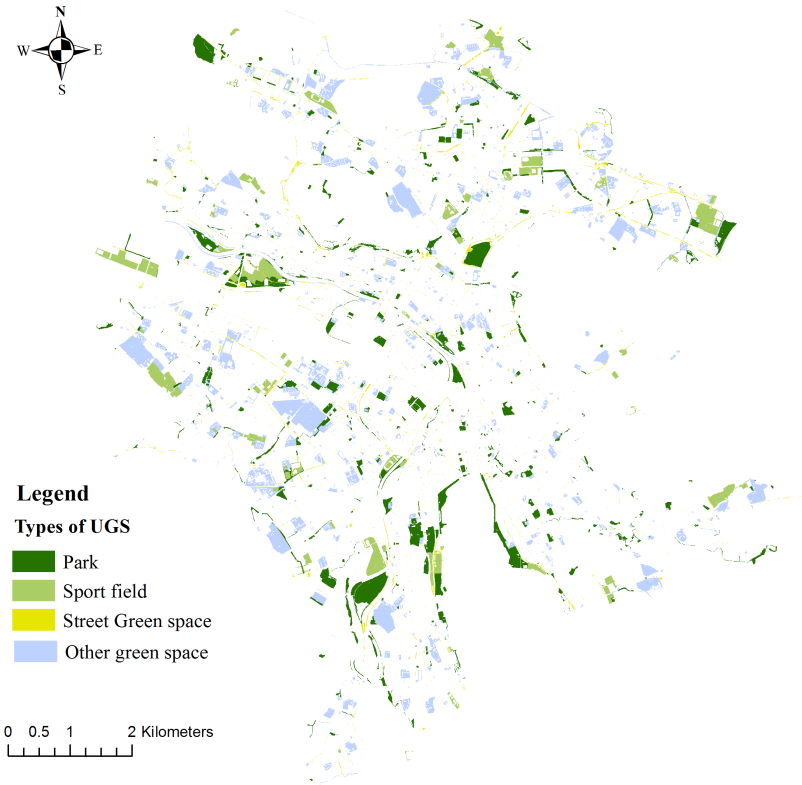 N
W E
S
Legend
Types of UGS
Park
Sport field
Street Green space
Other green space
0 0.5 1 2 Kilometers